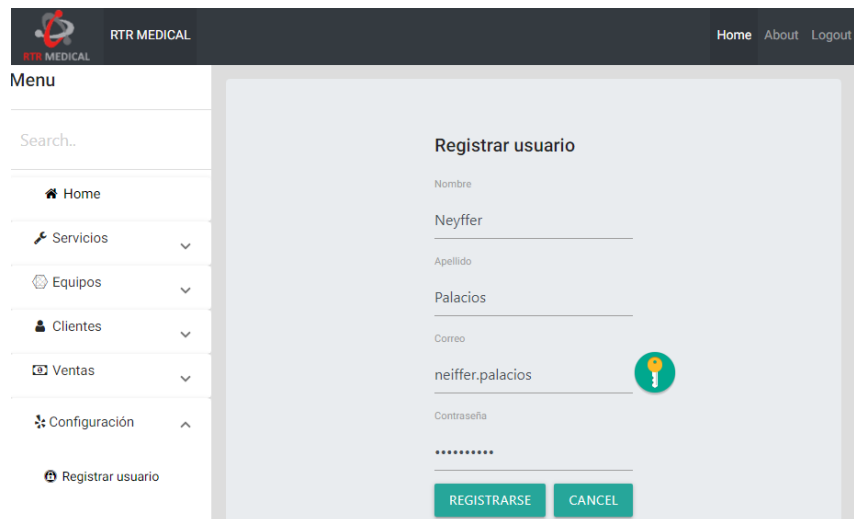 RTR MEDICAL
RTR MEDICAL
Home About Logout
Menu
Search..
Home
Servicios
Equipos
Clientes
Ventas
Configuración
Registrar usuario
Registrar usuario
Nombre
Neyffer
Apellido
Palacios
Correo
neiffer.palacios
Contraseña
••••••••••
REGISTRARSE CANCEL